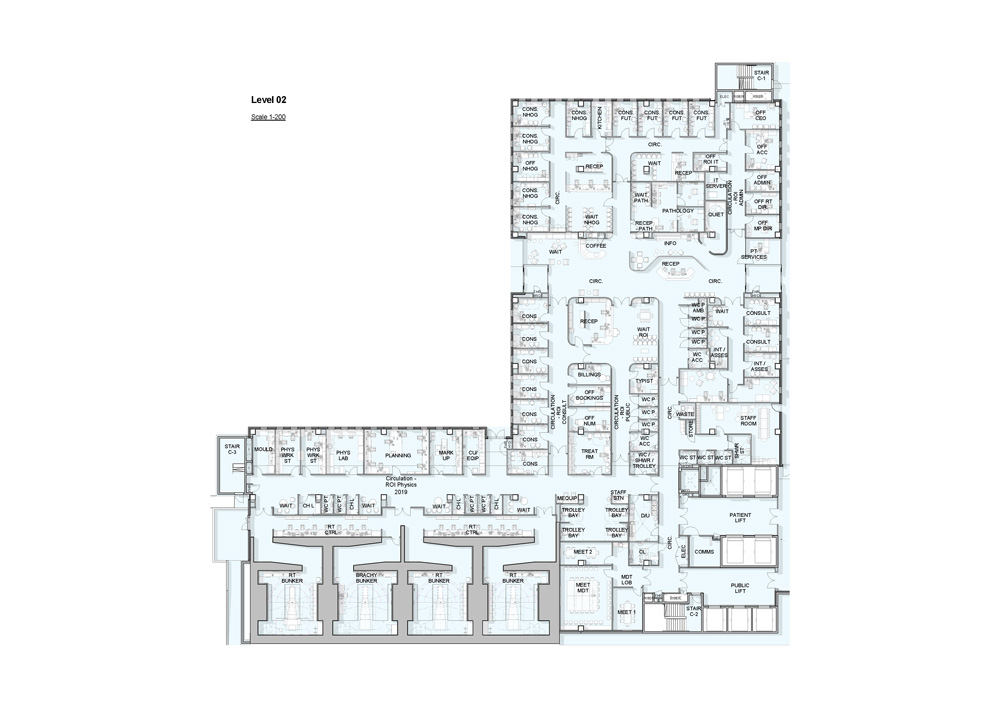 Level 02
Scale 1-200
STAIR
C-1
ELEC
RISER
CONS.
NHOG
CONS.
NHOG
KITCHEN
CONS.
FUT
CONS.
FUT
CONS.
FUT
CONS.
FUT
OFF
CEO
CONS.
NHOG
CIRC.
OFF
ACC
OFF
NHOG
RECEP
WAIT
RECEP
OFF
ROI IT
IT
SERVER
CIRCULATION
ROI
ADMIN
OFF
ADMIN.
CONS.
NHOG
CIRC.
WAIT
PATH.
PATHOLOGY
OFF RT
DIR.
CONS.
NHOG
WAIT
NHOG
RECEP
- PATH
QUIET
OFF
MP DIR
WAIT
COFFEE
INFO
PT
SERVICES
RECEP
CIRC.
CIRC.
CONS
RECEP
WAIT
ROI
WC P
AMB
WC P
WAIT
CONSULT
CONS
WC P
CONSULT
CONS
WC
ACC
INT /
ASSES
INT /
ASSES
BILLINGS
TYPIST
CONS
OFF
BOOKINGS
WC P
CIRCULATION
- ROI
CONSULT
CIRCULATION
- ROI
PUBLIC
WC P
CIRC.
WASTE
STORE
STAFF
ROOM
CONS
OFF
NUM
WC P
CONS
WC
ACC
TREAT
RM
SHWR
ST
CONS
WC /
SHWR /
TROLLEY
WC ST
WC ST
WC ST
STAIR
C-3
MOULD
PHYS
WRK
ST
PHYS
WRK
ST
PHYS
LAB
PLANNING
MARK
UP
CU/
EQIP
Circulation -
ROI Physics
2019
WAIT
CH L
WC PT
WC PT
CH L
WAIT
WAIT
CH L
WC PT
WC PT
CH L
WAIT
MEQUIP
STAFF
STN
TROLLEY
BAY
TROLLEY
BAY
D/U
PATIENT
LIFT
RT
CTRL
RT
CTRL
TROLLEY
BAY
TROLLEY
BAY
CIRC.
ELEC
COMMS
MEET 2
CL
RT
BUNKER
BRACHY
BUNKER
RT
BUNKER
RT
BUNKER
MEET
MDT
MDT
LOB
PUBLIC
LIFT
MEET 1
STAIR
C-2